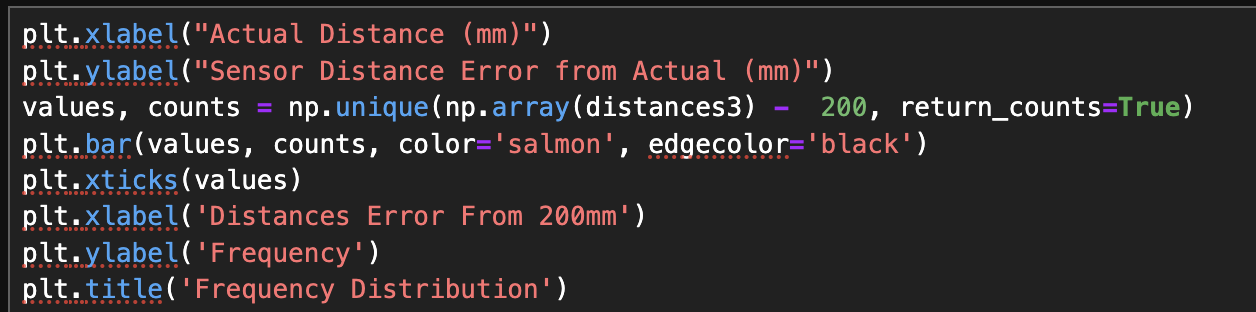 plt.xlabel("Actual Distance (mm)")
plt.ylabel("Sensor Distance Error from Actual (mm)")
values, counts = np.unique(np.array(distances3) -  200, return_counts=True)
plt.bar(values, counts, color='salmon', edgecolor='black')
plt.xticks(values)
plt.xlabel('Distances Error From 200mm')
plt.ylabel('Frequency')
plt.title('Frequency Distribution')